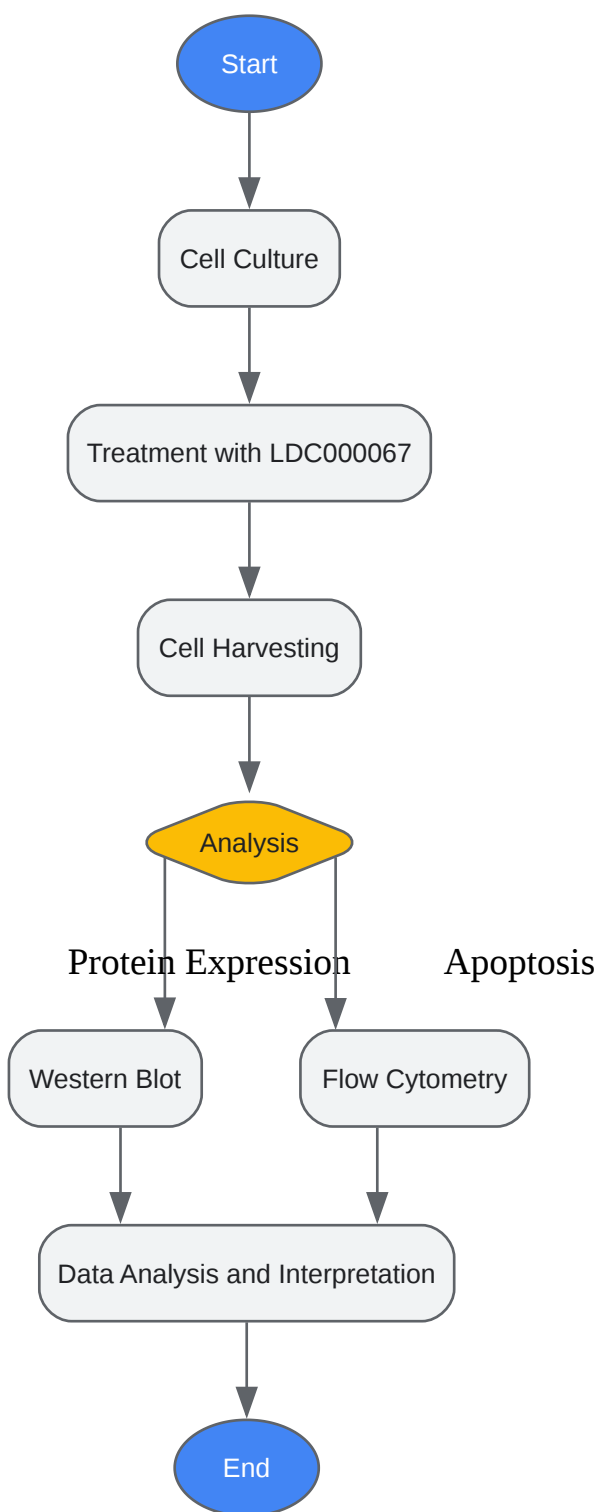 Start
Cell Culture
Treatment with LDC000067
Cell Harvesting
Analysis
Protein Expression
Apoptosis
Western Blot
Flow Cytometry
Data Analysis and Interpretation
End